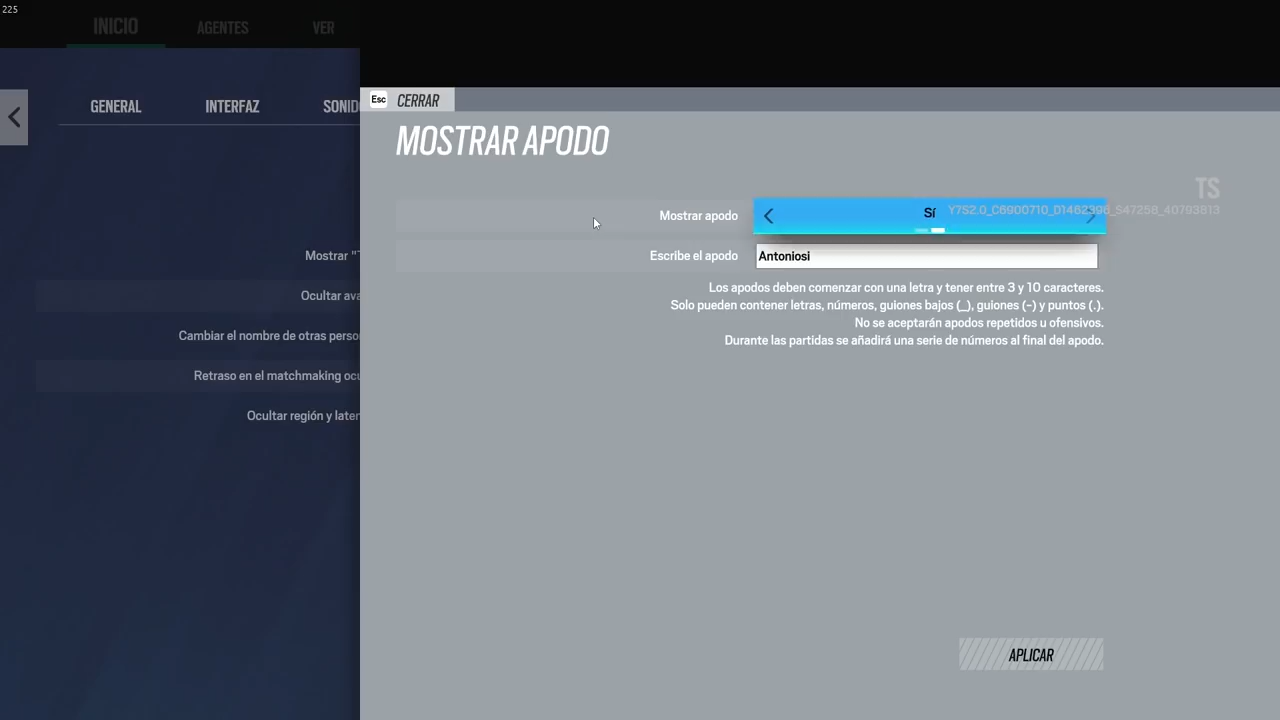 225
INICIO AGENTES VER
GENERAL INTERFAZ SONID
Esc CERRAR
MOSTRAR APODO
TS
Mostrar apodo Sí
Y7S2.0_C6900710_D1462396_S47258_40793813
Escribe el apodo Antoniosi
Los apodos deben comenzar con una letra y tener entre 3 y 10 caracteres.
Solo pueden contener letras, números, guiones bajos (_), guiones (-) y puntos (.).
No se aceptarán apodos repetidos u ofensivos.
Durante las partidas se añadirá una serie de números al final del apodo.
Mostrar "
Ocultar ava
Cambiar el nombre de otras perso
Retraso en el matchmaking ocu
Ocultar región y laten
APLICAR